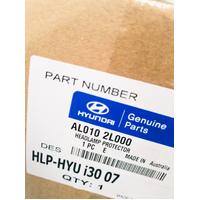 PART NUMBER
HYUNDAI
Genuine
Parts
AL010 2L000
HEADLAMP PROTECTOR
1 PC E
MADE IN Australia
DES
HLP-HYU i30 07
QTY: 1